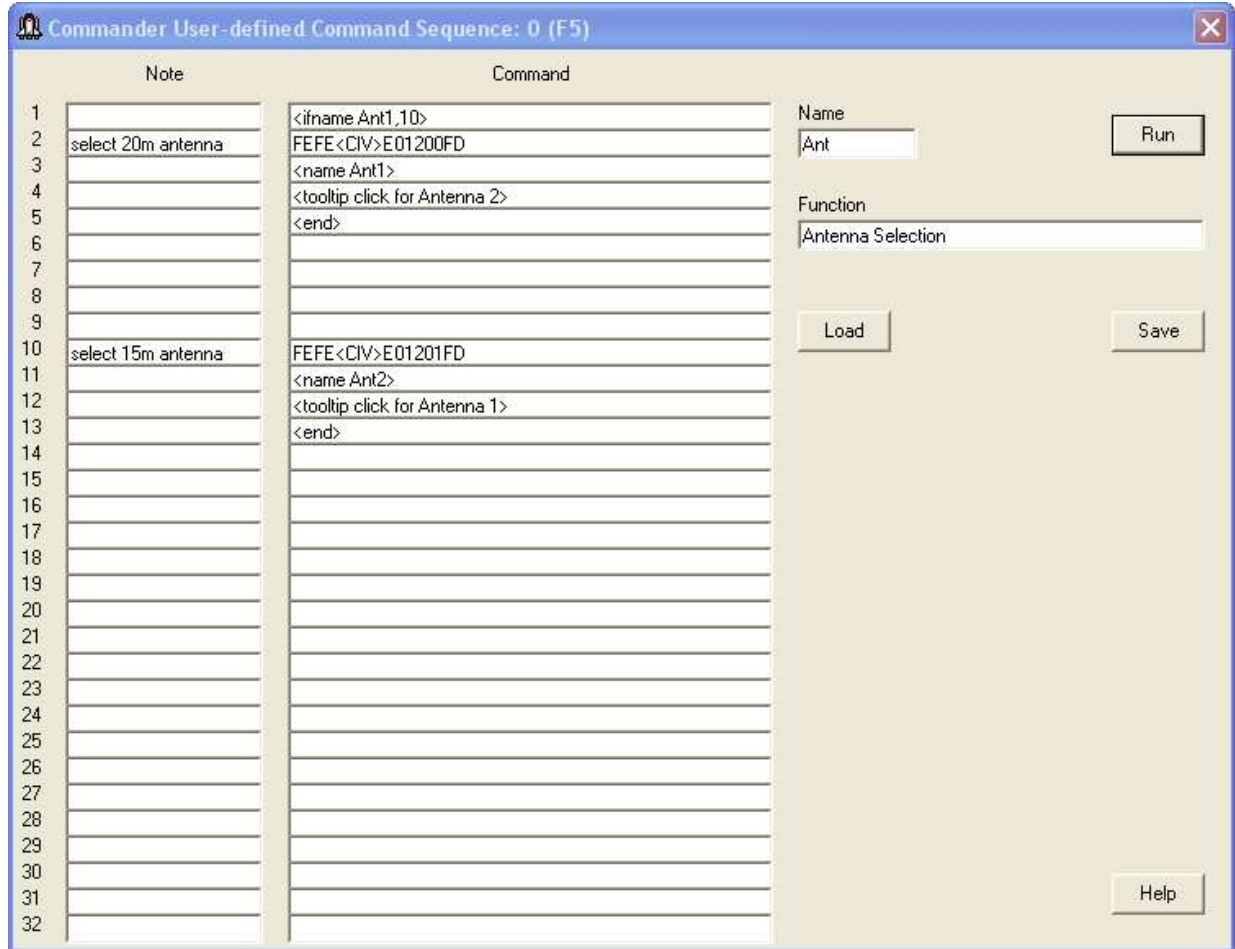 Commander User-defined Command Sequence: 0 (F5)
Note Command
1 <ifname Ant1,10>
2 select 20m antenna FEFE<CIV>E01200FD
3 <name Ant1>
4 <tooltip click for Antenna 2>
5 <end>
6
7
8
9
10 select 15m antenna FEFE<CIV>E01201FD
11 <name Ant2>
12 <tooltip click for Antenna 1>
13 <end>
14
15
16
17
18
19
20
21
22
23
24
25
26
27
28
29
30
31
32
Name
Ant
Run
Function
Antenna Selection
Load
Save
Help